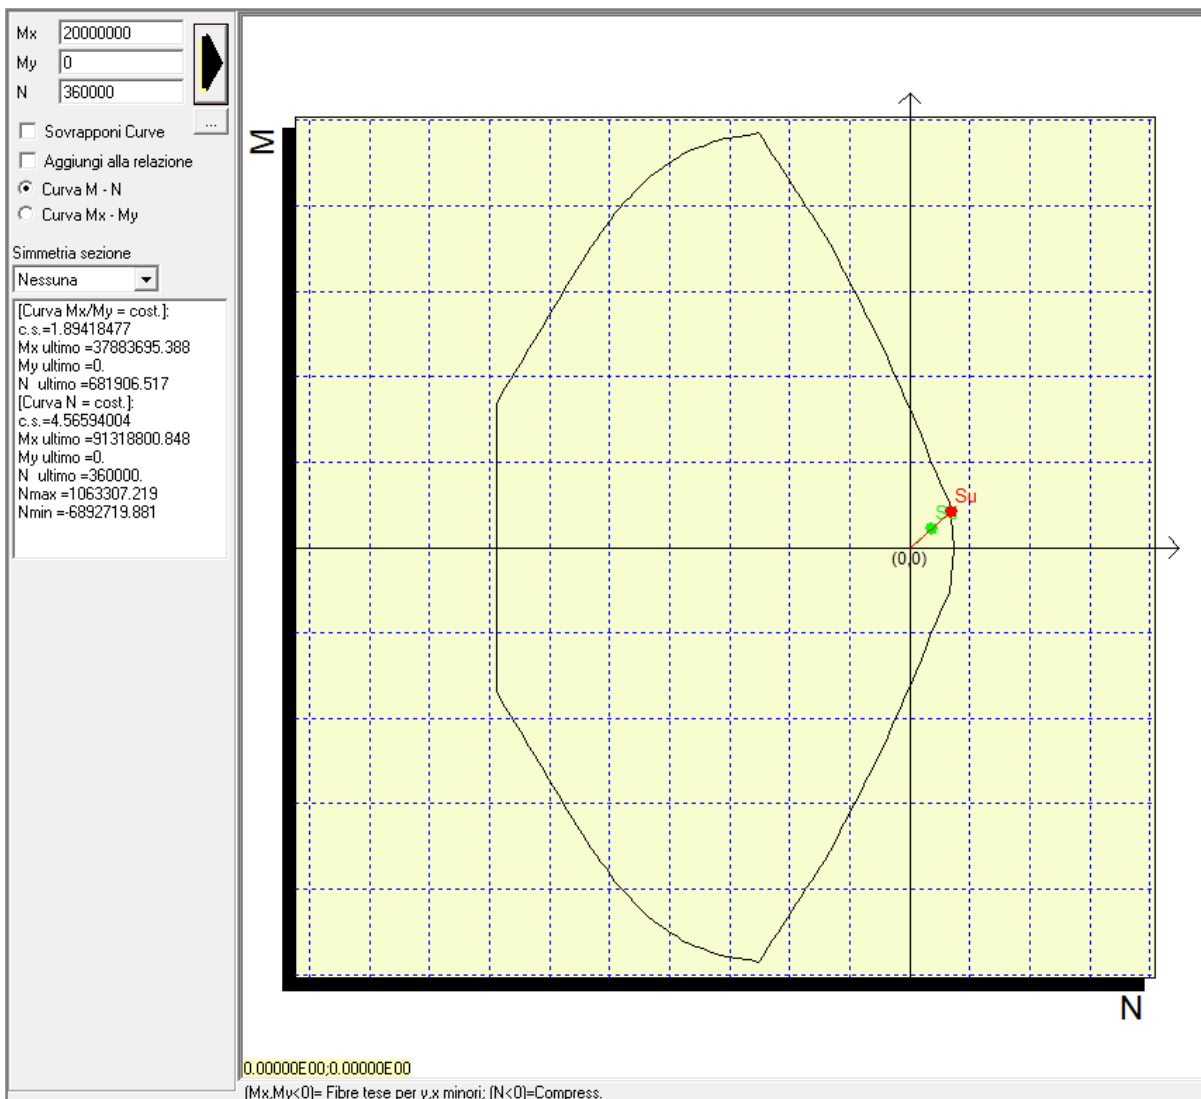 Mx 20000000
My 0
N 360000
...
Sovrapponi Curve
Aggiungi alla relazione
Curva M - N
Curva Mx - My
Simmetria sezione
Nessuna
[Curva Mx/My = cost.]:
c.s.=1.89418477
Mx ultimo =37883695.388
My ultimo =0.
N ultimo =681906.517
[Curva N = cost.]:
c.s.=4.56594004
Mx ultimo =91318800.848
My ultimo =0.
N ultimo =360000.
Nmax =1063307.219
Nmin =-6892719.881
M
Su
(0,0)
N
0.00000E00;0.00000E00
(Mx,My<0)= Fibre tese per y,x minori; (N<0)=Compress.